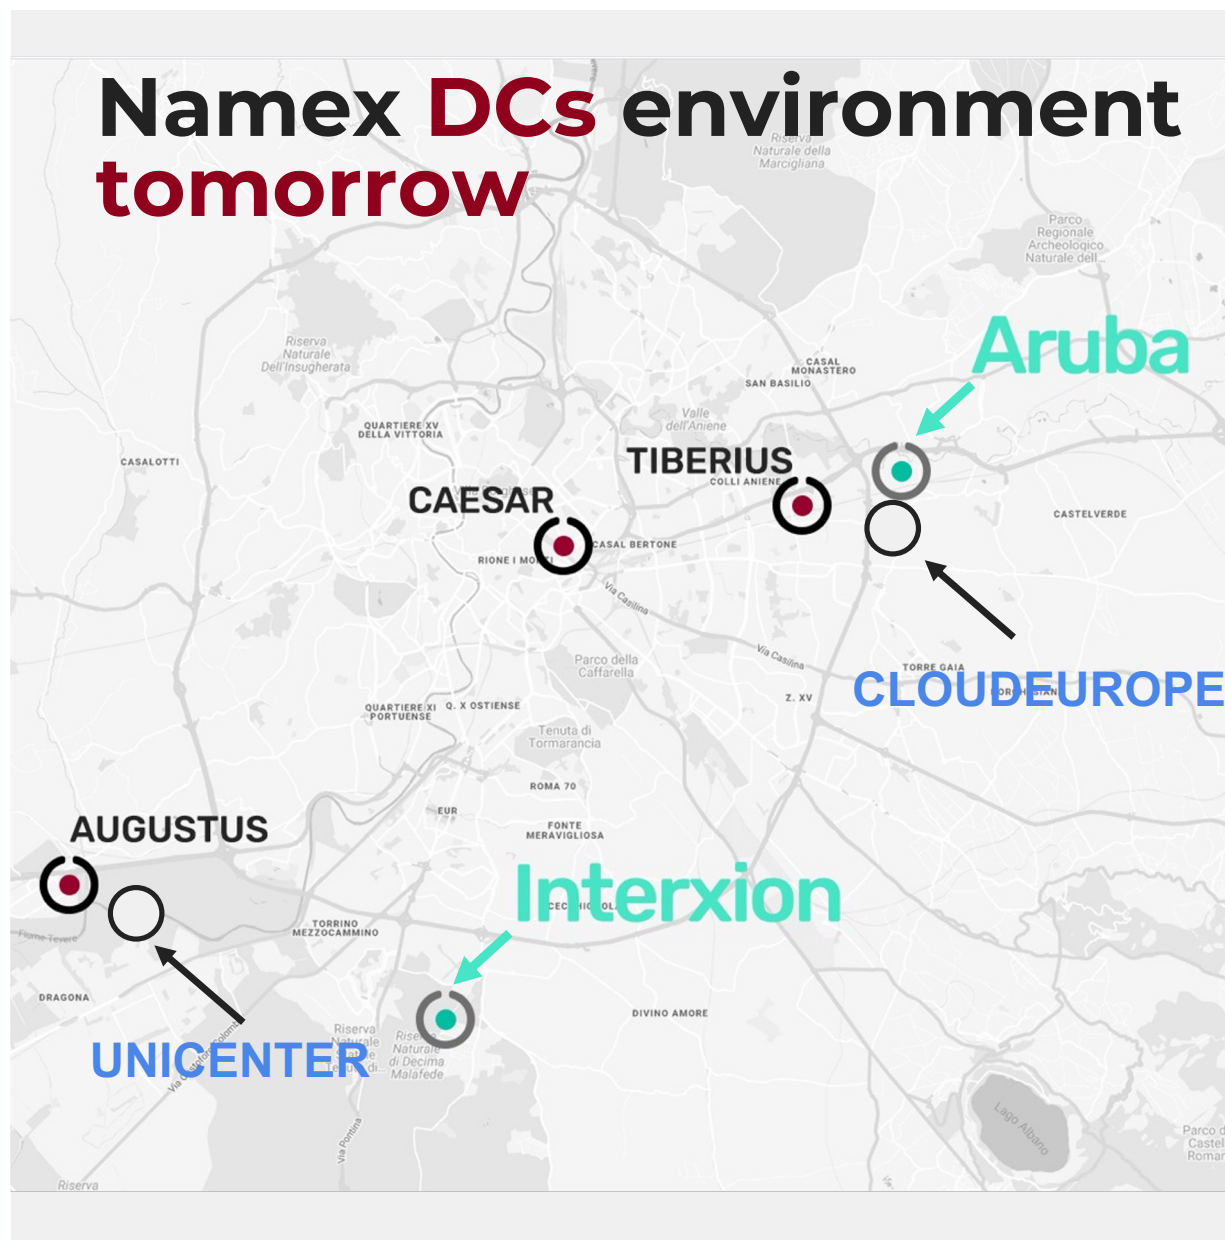 Namex DCs environment
tomorrow
Riserva
Naturale della
Marcigliana
Parco
Regionale
Archeologico
Naturale dell...
Aruba
Riserva
Naturale
Dell'Insugherata
CASAL
MONASTERO
SAN BASILIO
Valle
dell'Aniene
QUARTIERE XV
DELLA VITTORIA
CASALOTTI
TIBERIUS
COLLI ANIENE
CAESAR
CASTELVERDE
CASAL BERTONE
RIONE I MONTI
Via Casilina
Via Casilina
Parco della
Caffarella
TORRE GAIA
CLOUDEUROPE
Z. XV
QUARTIERE XI
PORTUENSE
Q. X OSTIENSE
Tenuta di
Tormarancia
ROMA 70
EUR
FONTE
MERAVIGLIOSA
AUGUSTUS
Interxion
TORRINO
MEZZOCAMMINO
Fiume Tevere
DRAGONA
DIVINO AMORE
UNICENTER
Riserva
Naturale
Riserva
Naturale
di Decima
Malafede
Via Pontina
Lago Albano
Riserva